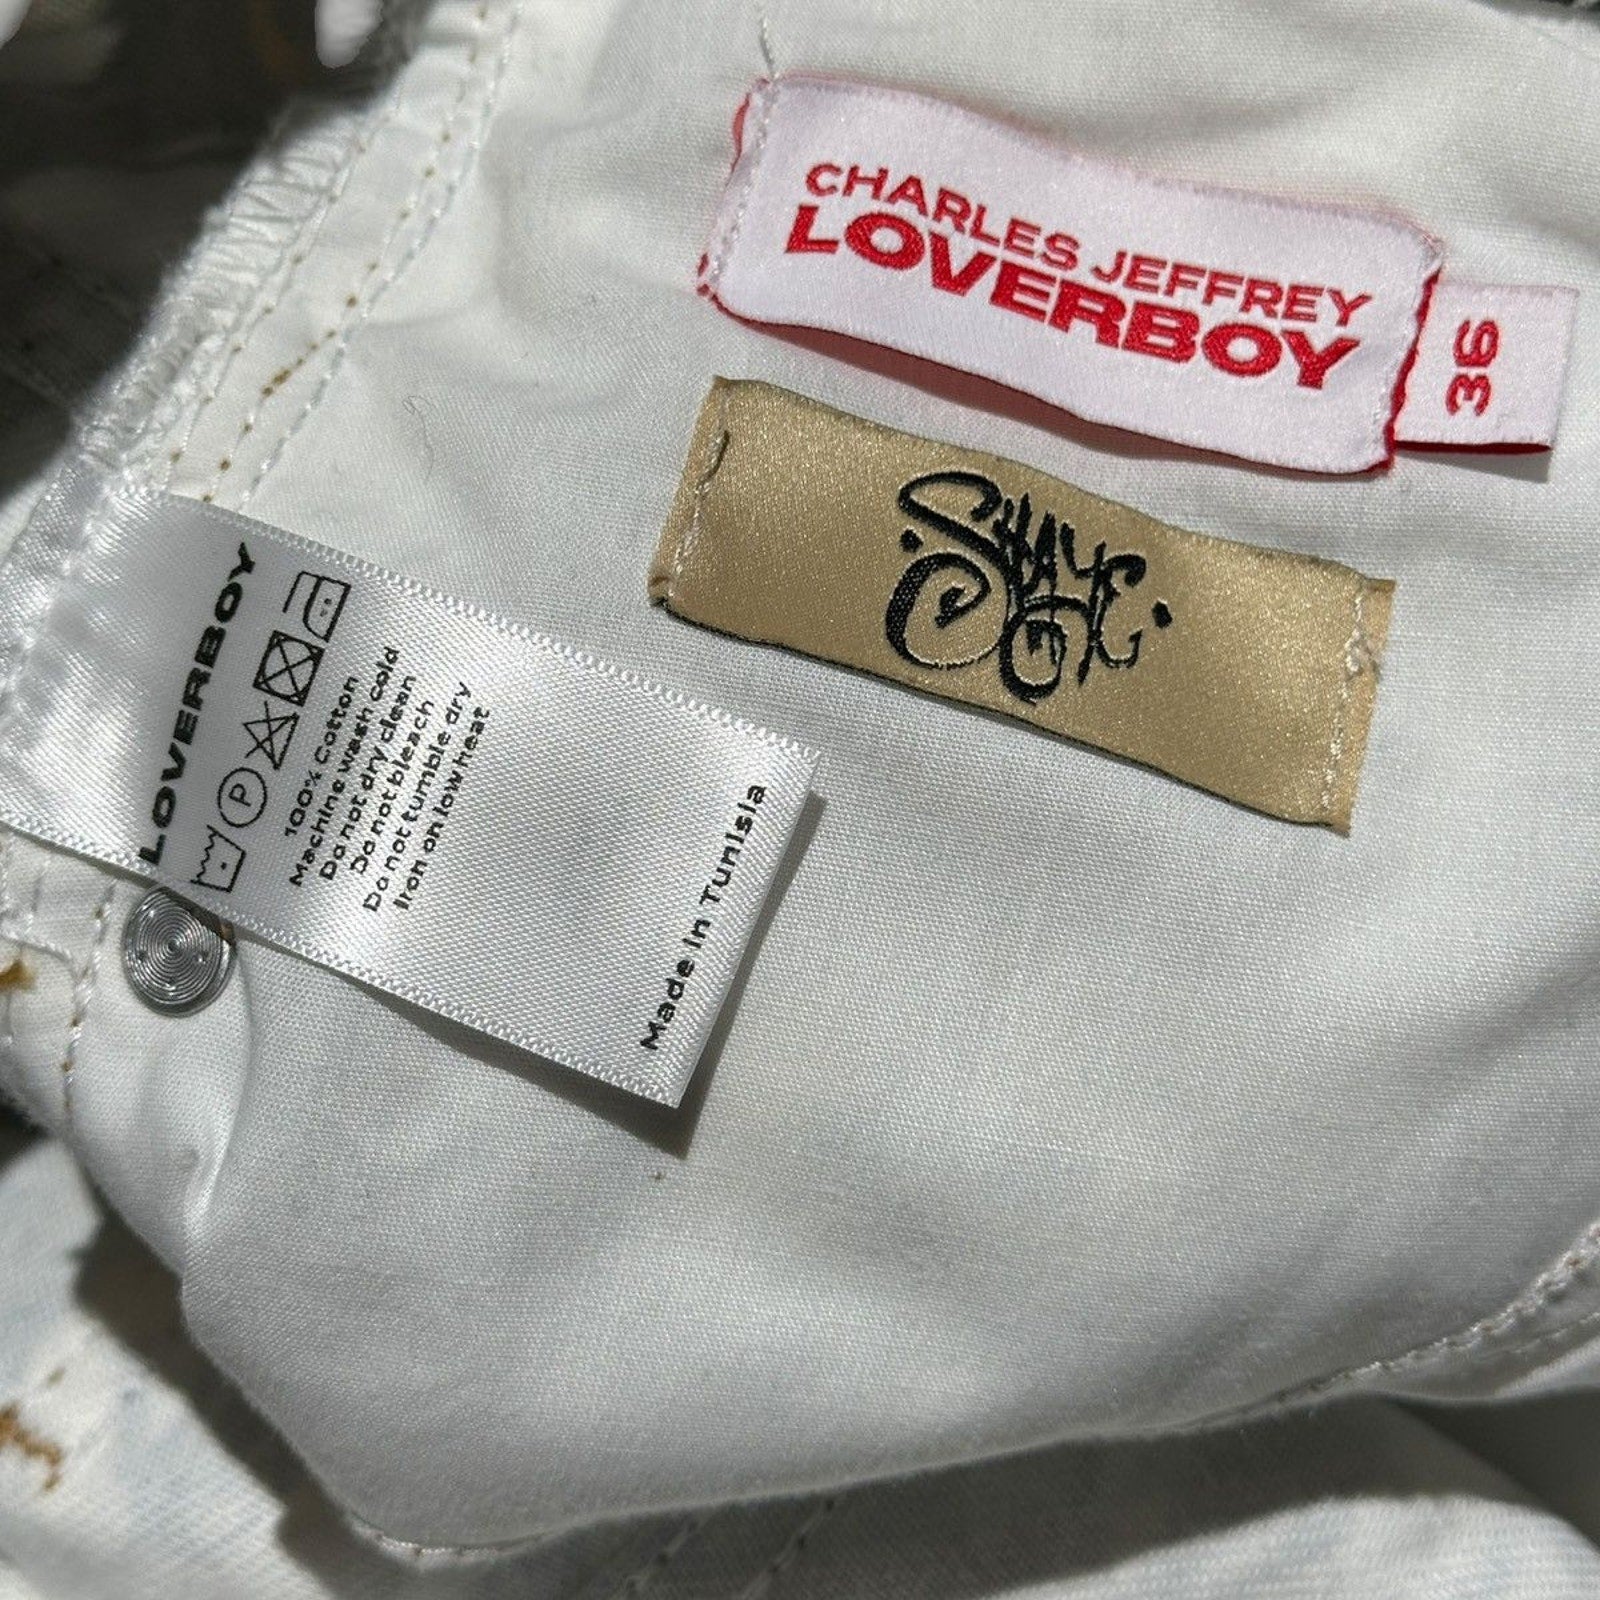 CHARLES JEFFREY
LOVERBOY
36
SHAYE
LOVERBOY
P
100% Cotton
Machine wash cold
Do not dry clean
Do not bleach
Do not tumble dry
Iron on low heat
Made in Tunisia